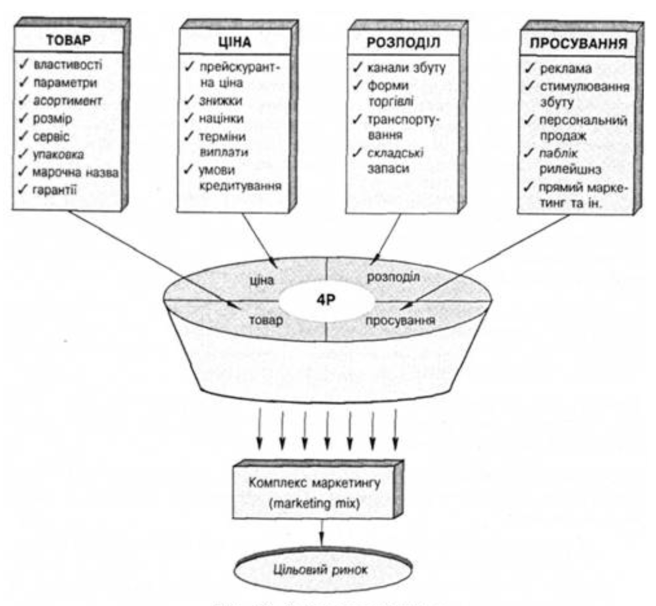 ТОВАР
✓ властивості
✓ параметри
✓ асортимент
✓ розмір
✓ сервіс
✓ упаковка
✓ марочна назва
✓ гарантії
ЦІНА
✓ прейскурант-
на ціна
✓ знижки
✓ націнки
✓ терміни
виплати
✓ умови
кредитування
РОЗПОДІЛ
✓ канали збуту
✓ форми
торгівлі
✓ транспорту-
вання
✓ складські
запаси
ПРОСУВАННЯ
✓ реклама
✓ стимулювання
збуту
✓ персональний
продаж
✓ паблік
рилейшнз
✓ прямий марке-
тинг та ін.
ціна
розподіл
4P
товар
просування
Комплекс маркетингу
(marketing mix)
Цільовий ринок